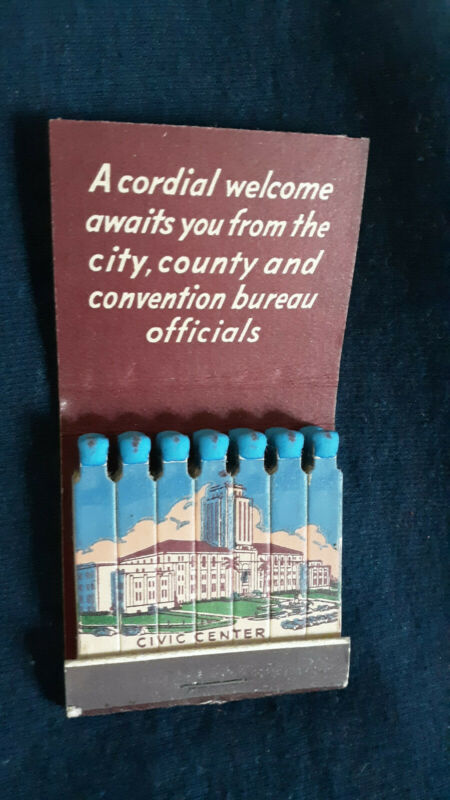 A cordial welcome
awaits you from the
city, county and
convention bureau
officials
CIVIC CENTER